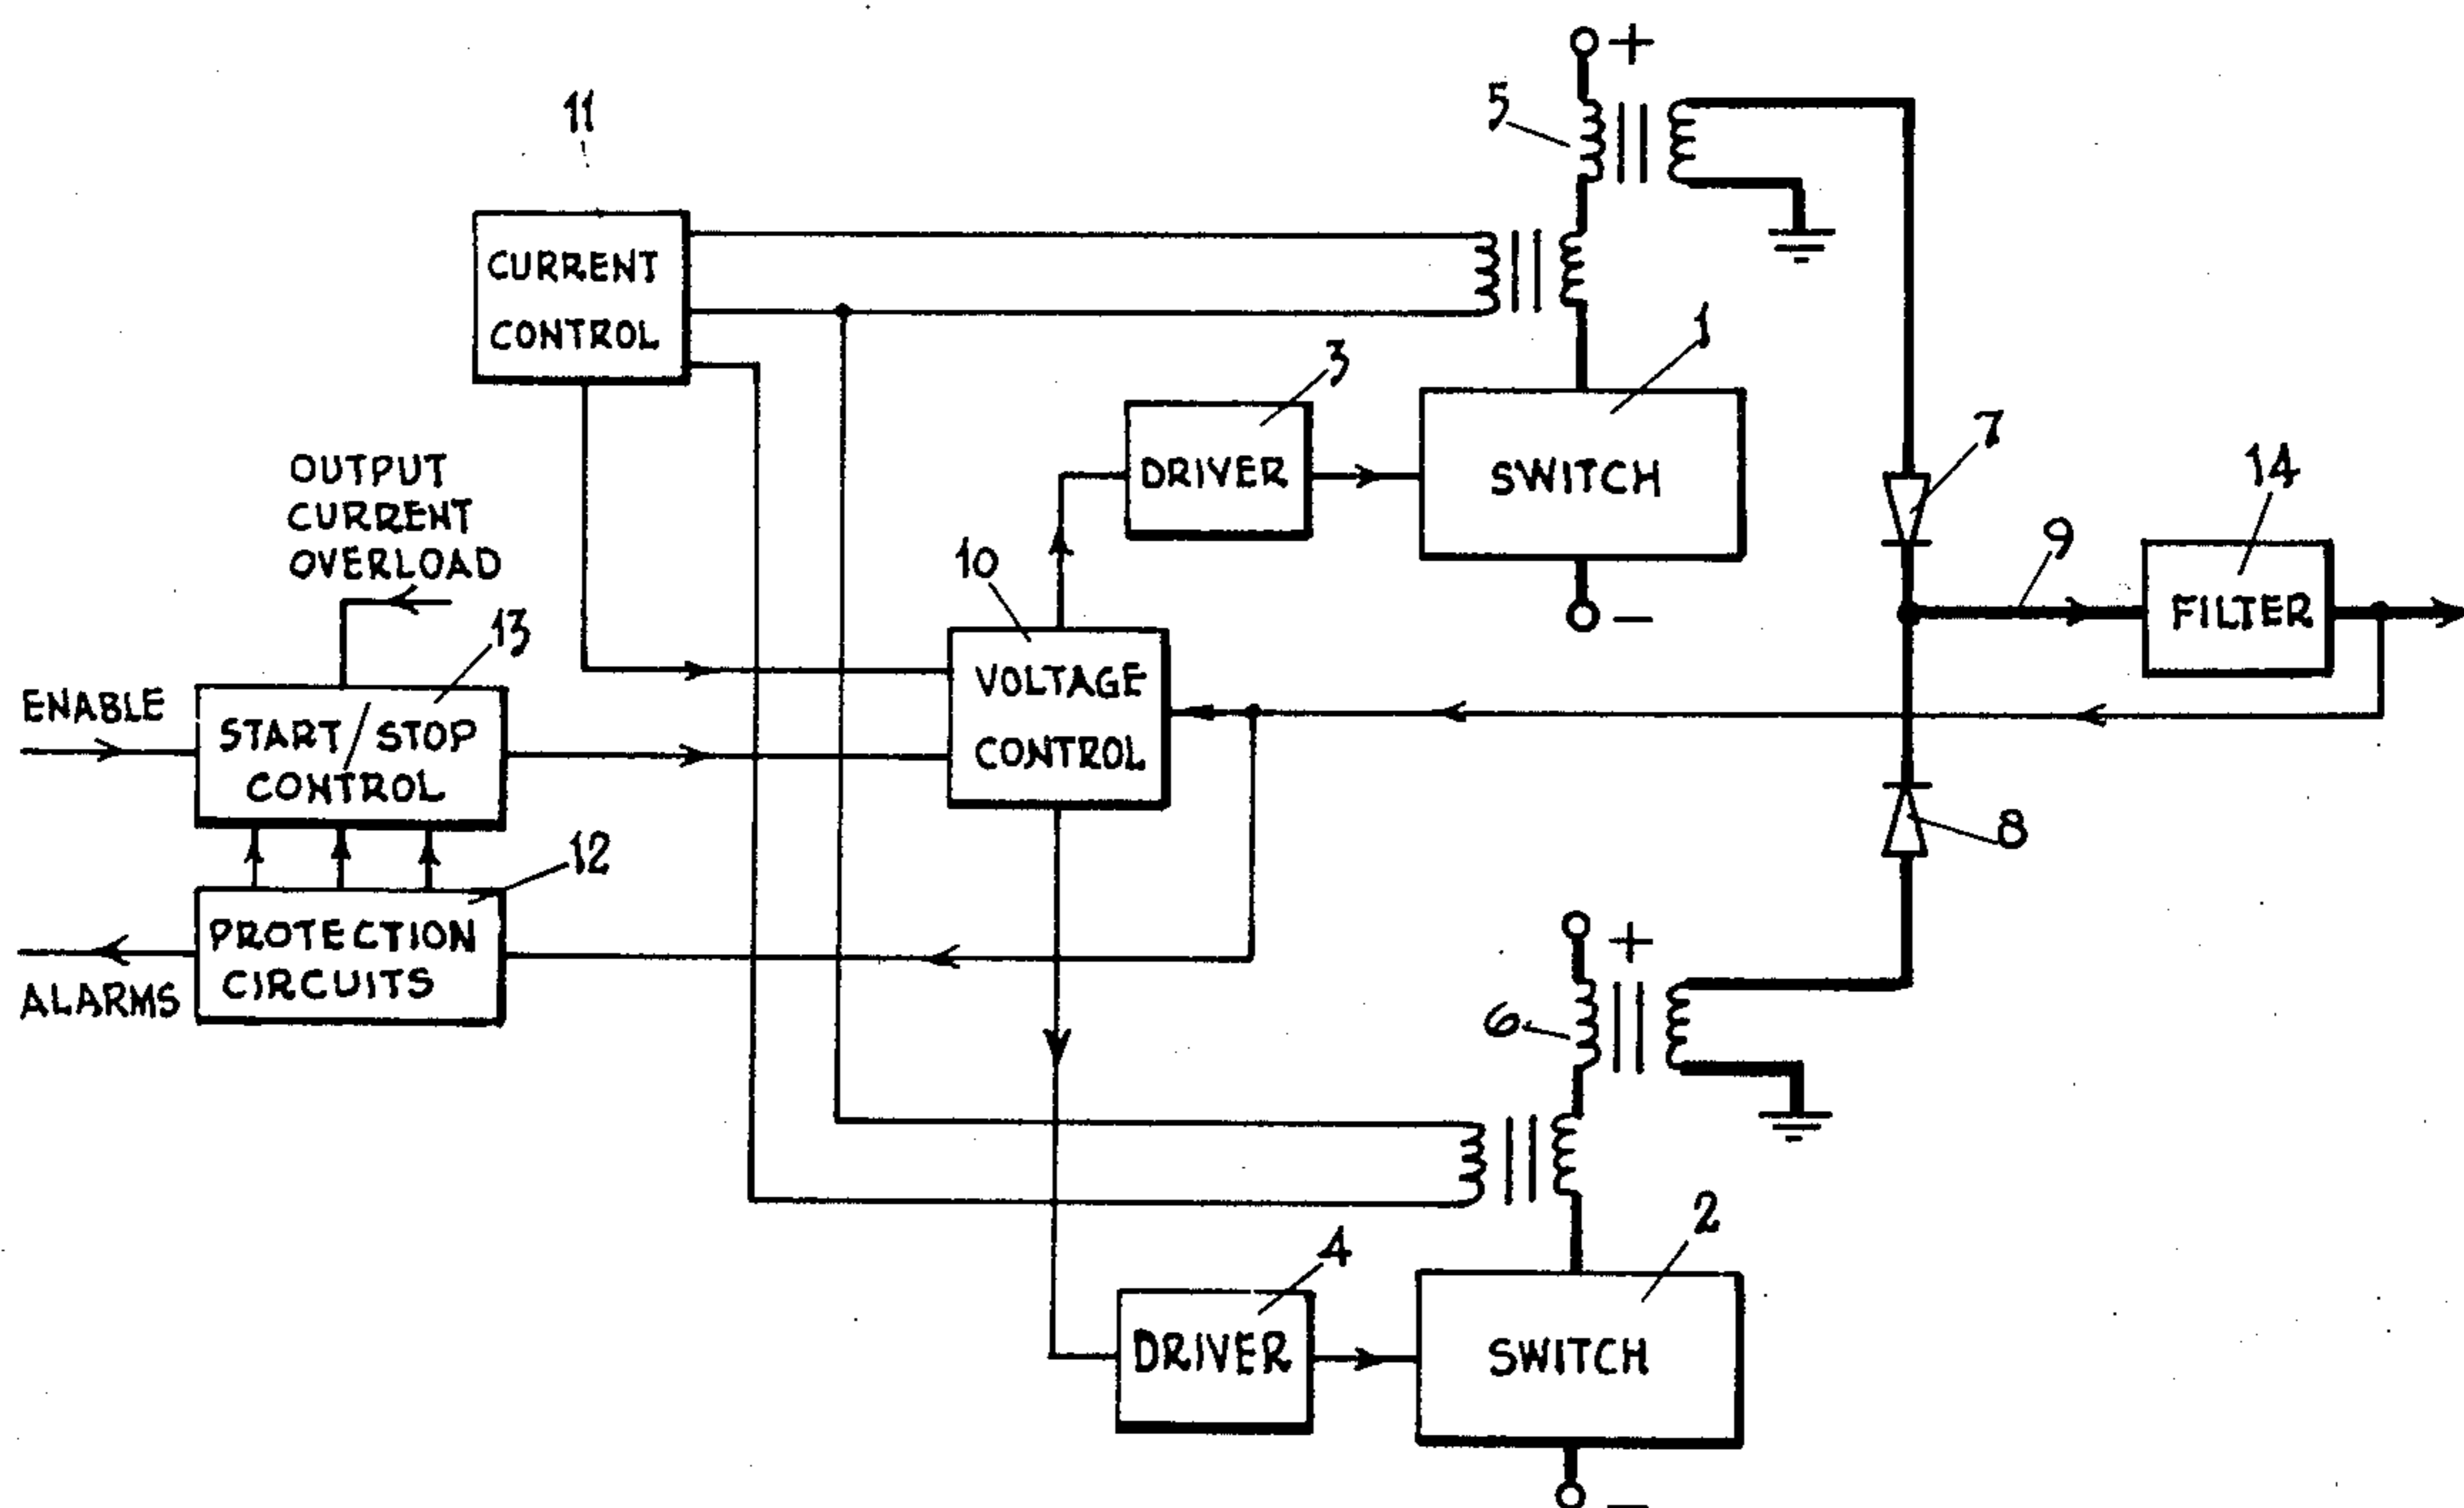 +
5
11
CURRENT
CONTROL
1
3
DRIVER
SWITCH
7
14
OUTPUT
CURRENT
OVERLOAD
9
10
FILTER
13
−
ENABLE
START/STOP
CONTROL
VOLTAGE
CONTROL
8
12
PROTECTION
CIRCUITS
ALARMS
+
6
2
4
DRIVER
SWITCH
−